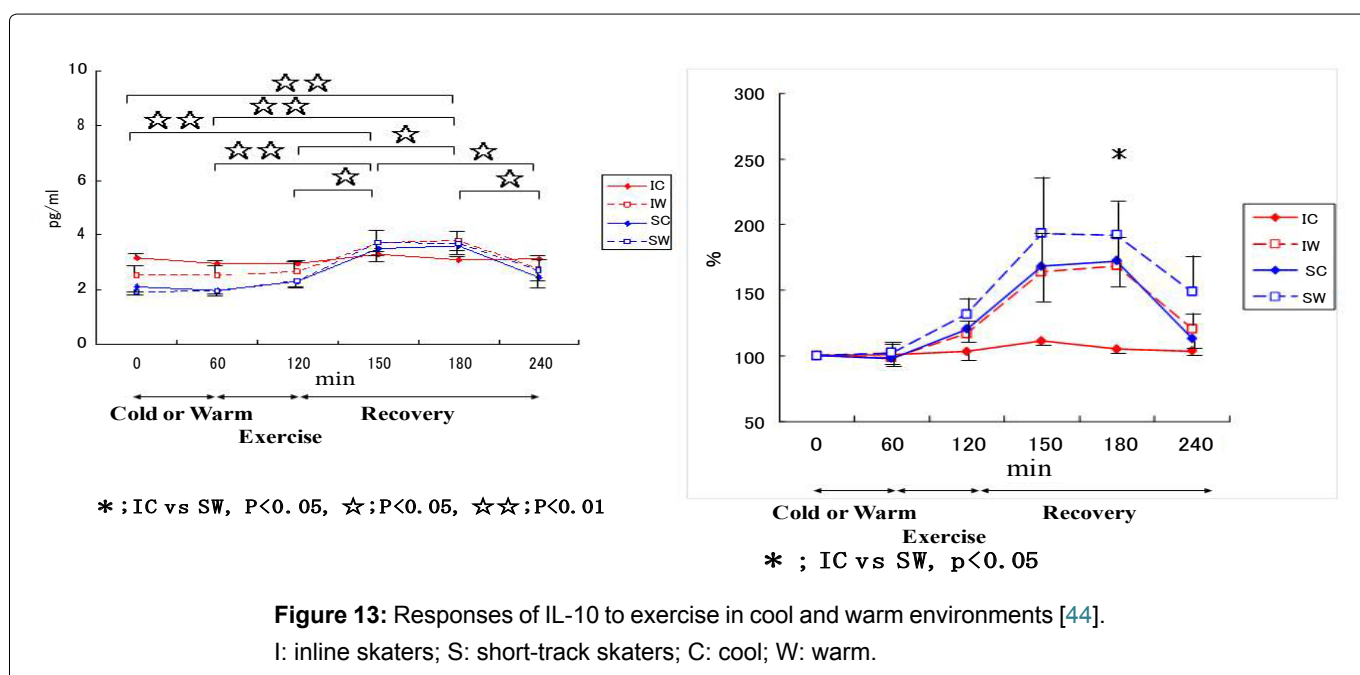 10
8
6
4
2
0
pg/ml
☆☆
☆☆
☆☆
☆
☆☆
☆
☆
☆
IC
IW
SC
SW
0 60 120 150 180 240
min
Cold or Warm
Exercise
Recovery
*;IC vs SW, P<0.05, ☆;P<0.05, ☆☆;P<0.01
300
250
200
150
100
50
%
*
IC
IW
SC
SW
0 60 120 150 180 240
min
Cold or Warm
Exercise
Recovery
* ; IC vs SW, p<0.05
Figure 13: Responses of IL-10 to exercise in cool and warm environments [44].
I: inline skaters; S: short-track skaters; C: cool; W: warm.